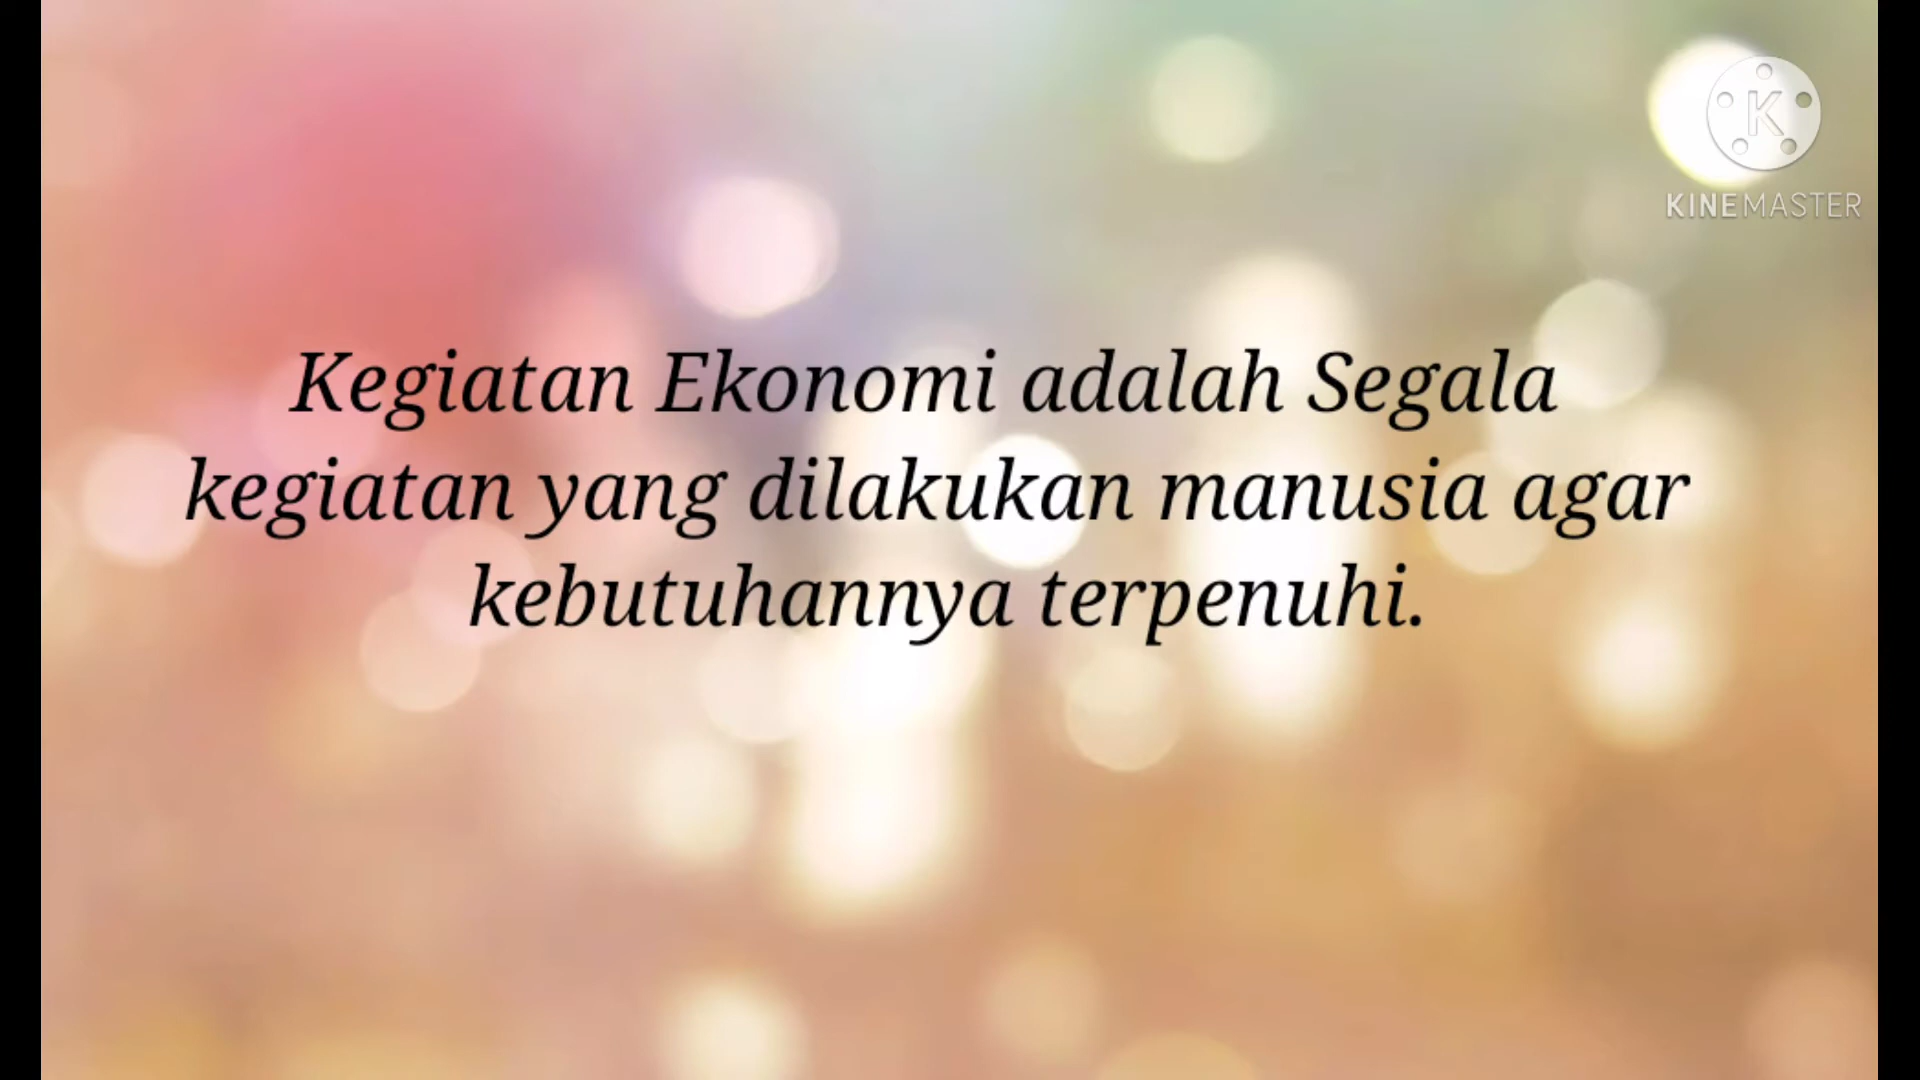 KINEMASTER
Kegiatan Ekonomi adalah Segala
kegiatan yang dilakukan manusia agar
kebutuhannya terpenuhi.